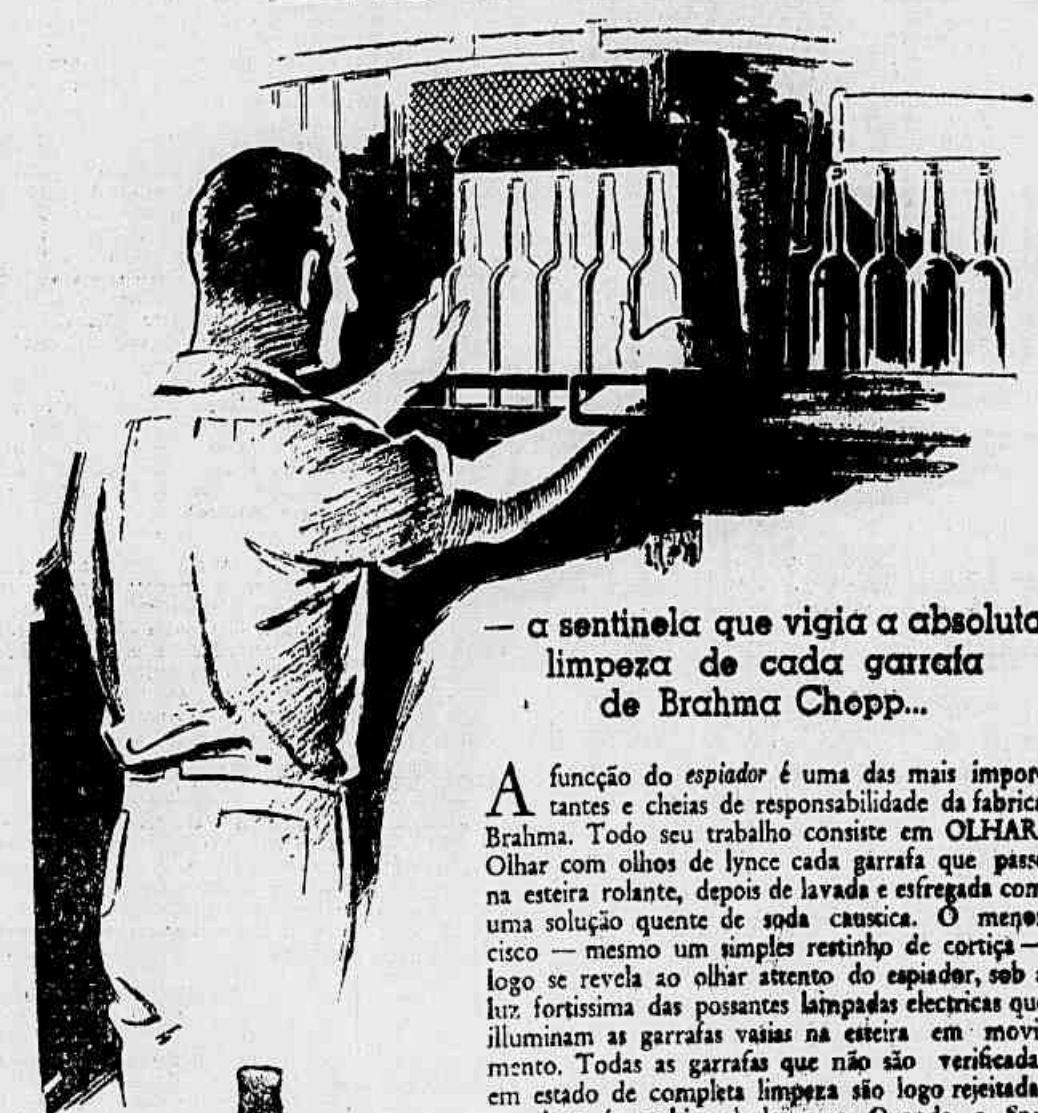 — a sentinela que vigia a absoluta
limpeza de cada garrafa
de Brahma Chopp...
A funcção do espiador é uma das mais impor
tantes e cheias de responsabilidade da fabrica
Brahma. Todo seu trabalho consiste em OLHAR
Olhar com olhos de lynce cada garrafa que passe
na esteira rolante, depois de lavada e esfregada com
uma solução quente de soda caustica. O menor
cisco — mesmo um simples restinho de cortiça —
logo se revela ao olhar attento do espiador, sob a
luz fortissima das possantes lampadas electricas que
illuminam as garrafas vasias na esteira em movi
mento. Todas as garrafas que não são verificada
em estado de completa limpeza são logo rejeitada